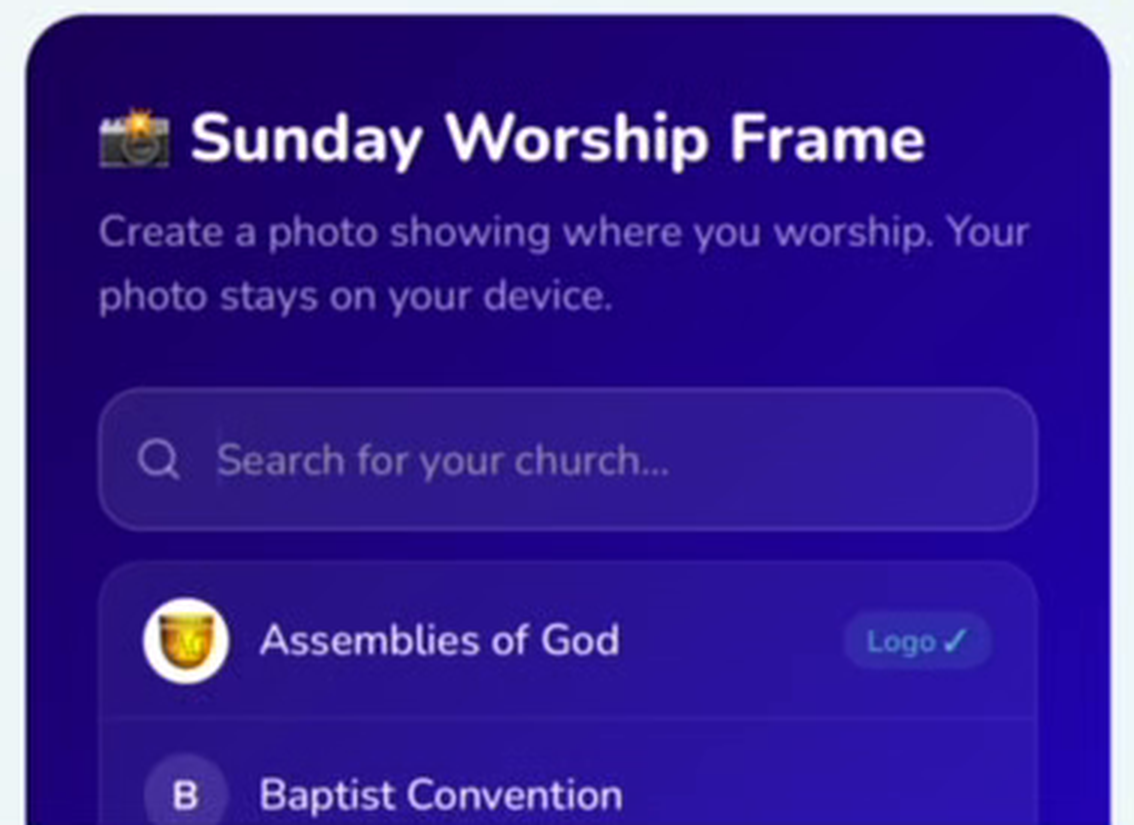 Sunday Worship Frame
Create a photo showing where you worship. Your
photo stays on your device.
Search for your church...
Assemblies of God
Logo ✓
B
Baptist Convention